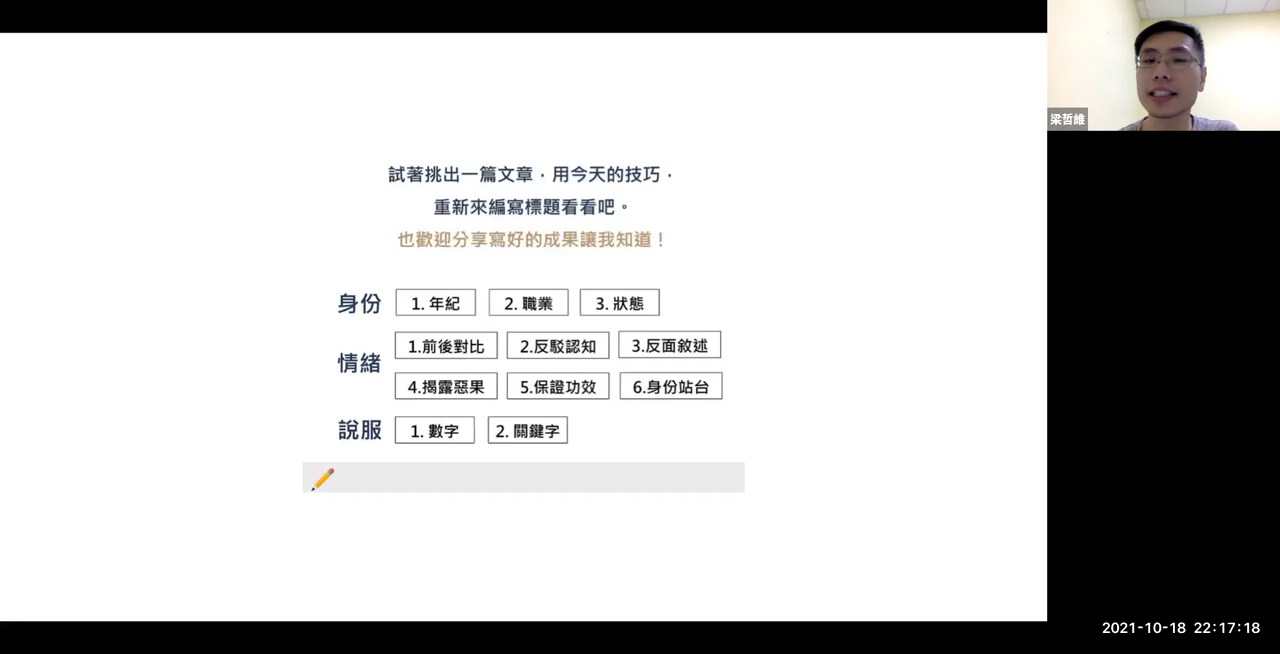 試著挑出一篇文章，用今天的技巧，
重新來編寫標題看看吧。
也歡迎分享寫好的成果讓我知道！
身份 1. 年紀 2. 職業 3. 狀態
情緒 1.前後對比 2.反駁認知 3.反面敘述
4.揭露惡果 5.保證功效 6.身份站台
說服 1. 數字 2. 關鍵字
梁哲維
2021-10-18 22:17:18